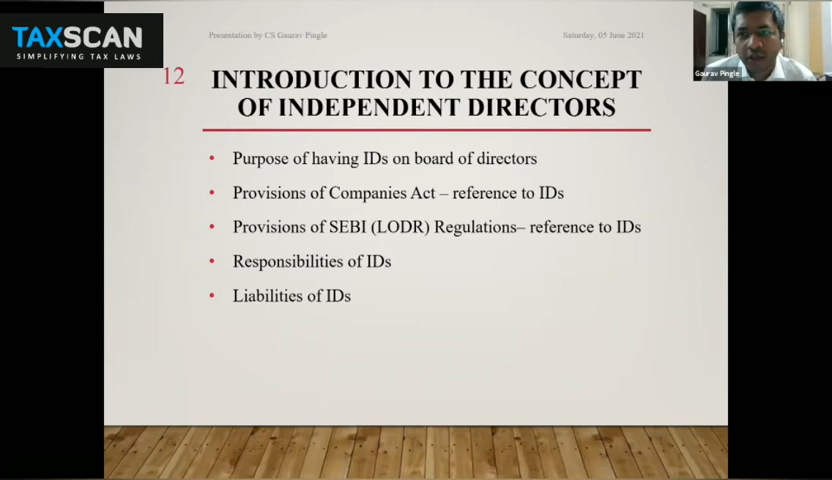 TAXSCAN
SIMPLIFYING TAX LAWS
Presentation by CS Gaurav Pingle
Saturday, 05 June 2021
Gaurav Pingle
12
INTRODUCTION TO THE CONCEPT
OF INDEPENDENT DIRECTORS
• Purpose of having IDs on board of directors
• Provisions of Companies Act – reference to IDs
• Provisions of SEBI (LODR) Regulations– reference to IDs
• Responsibilities of IDs
• Liabilities of IDs